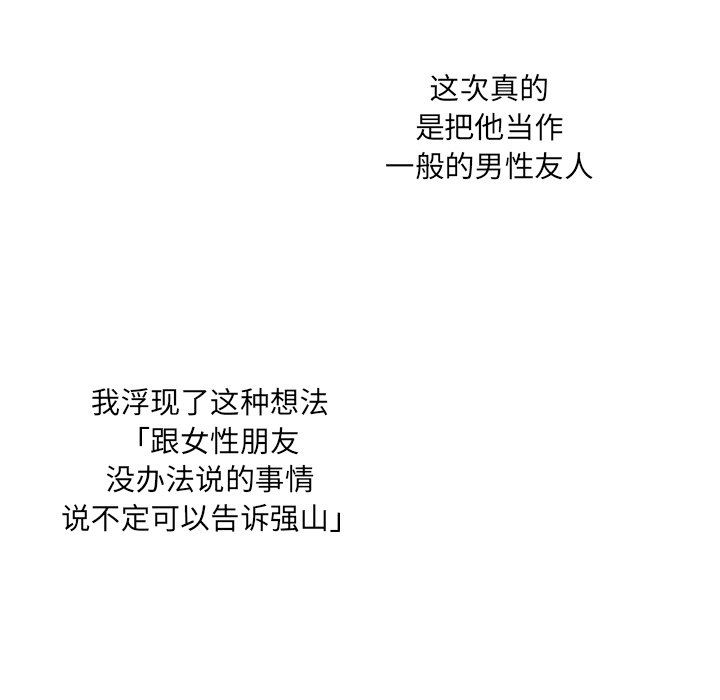 这次真的
是把他当作
一般的男性友人
我浮现了这种想法
「跟女性朋友
没办法说的事情
说不定可以告诉强山」